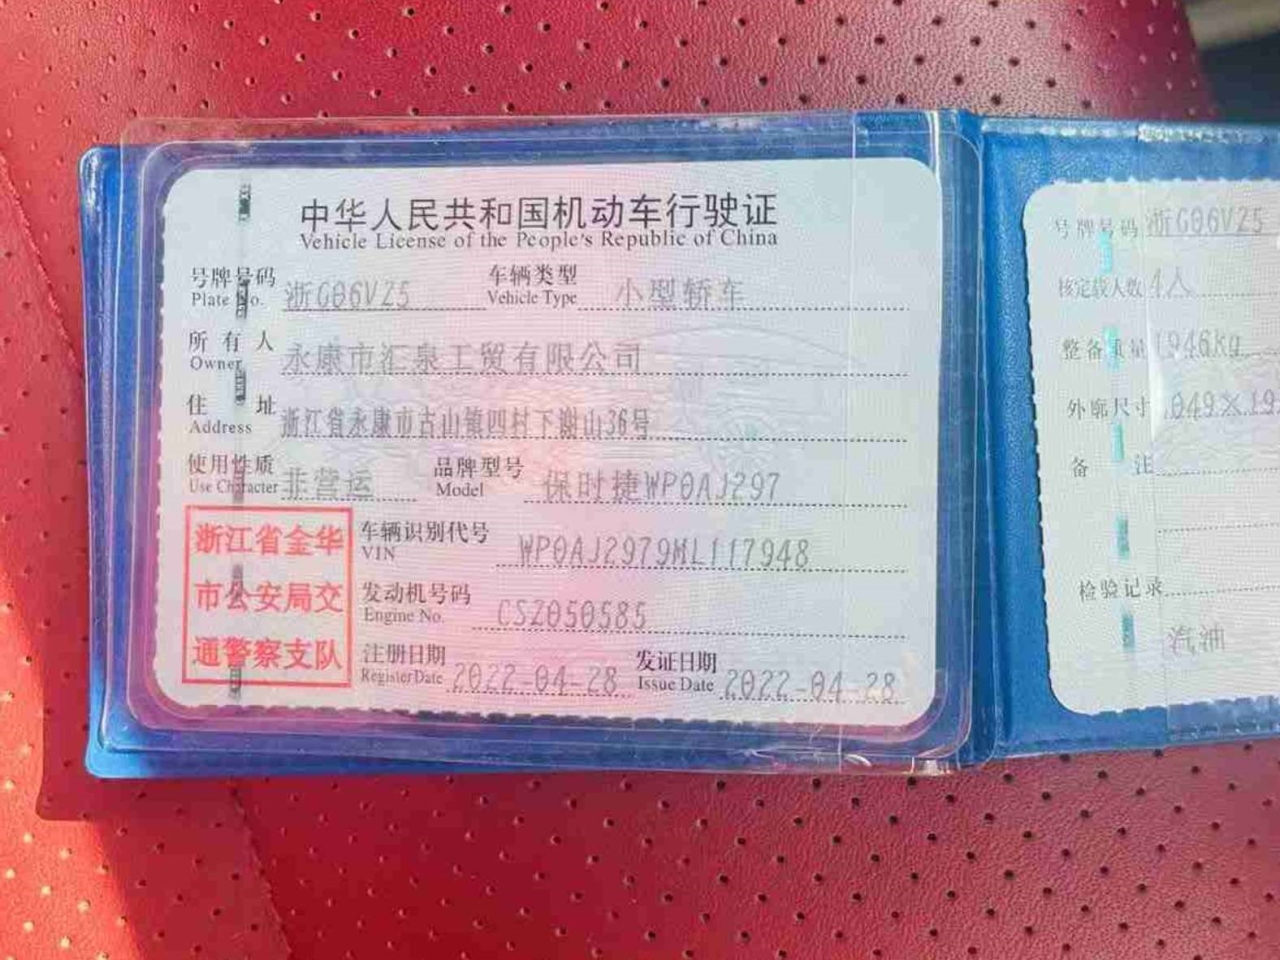 中华人民共和国机动车行驶证
Vehicle License of the People's Republic of China
号牌号码 浙G06V25 车辆类型 小型轿车
Plate No. Vehicle Type
所有人 永康市汇泉工贸有限公司
Owner
住址 浙江省永康市古山镇四村下谢山36号
Address
使用性质 非营运 品牌型号 保时捷WP0AJ297
Use Character Model
浙江省金华
市公安局交
通警察支队
车辆识别代号 WP0AJ2979ML117948
VIN
发动机号码 CSZ050585
Engine No.
注册日期 2022-04-28 发证日期 2022-04-28
Register Date Issue Date
号牌号码 浙G06V25
核定载人数 4人
整备质量 1946kg
外廓尺寸 049×19
备注
检验记录
汽油